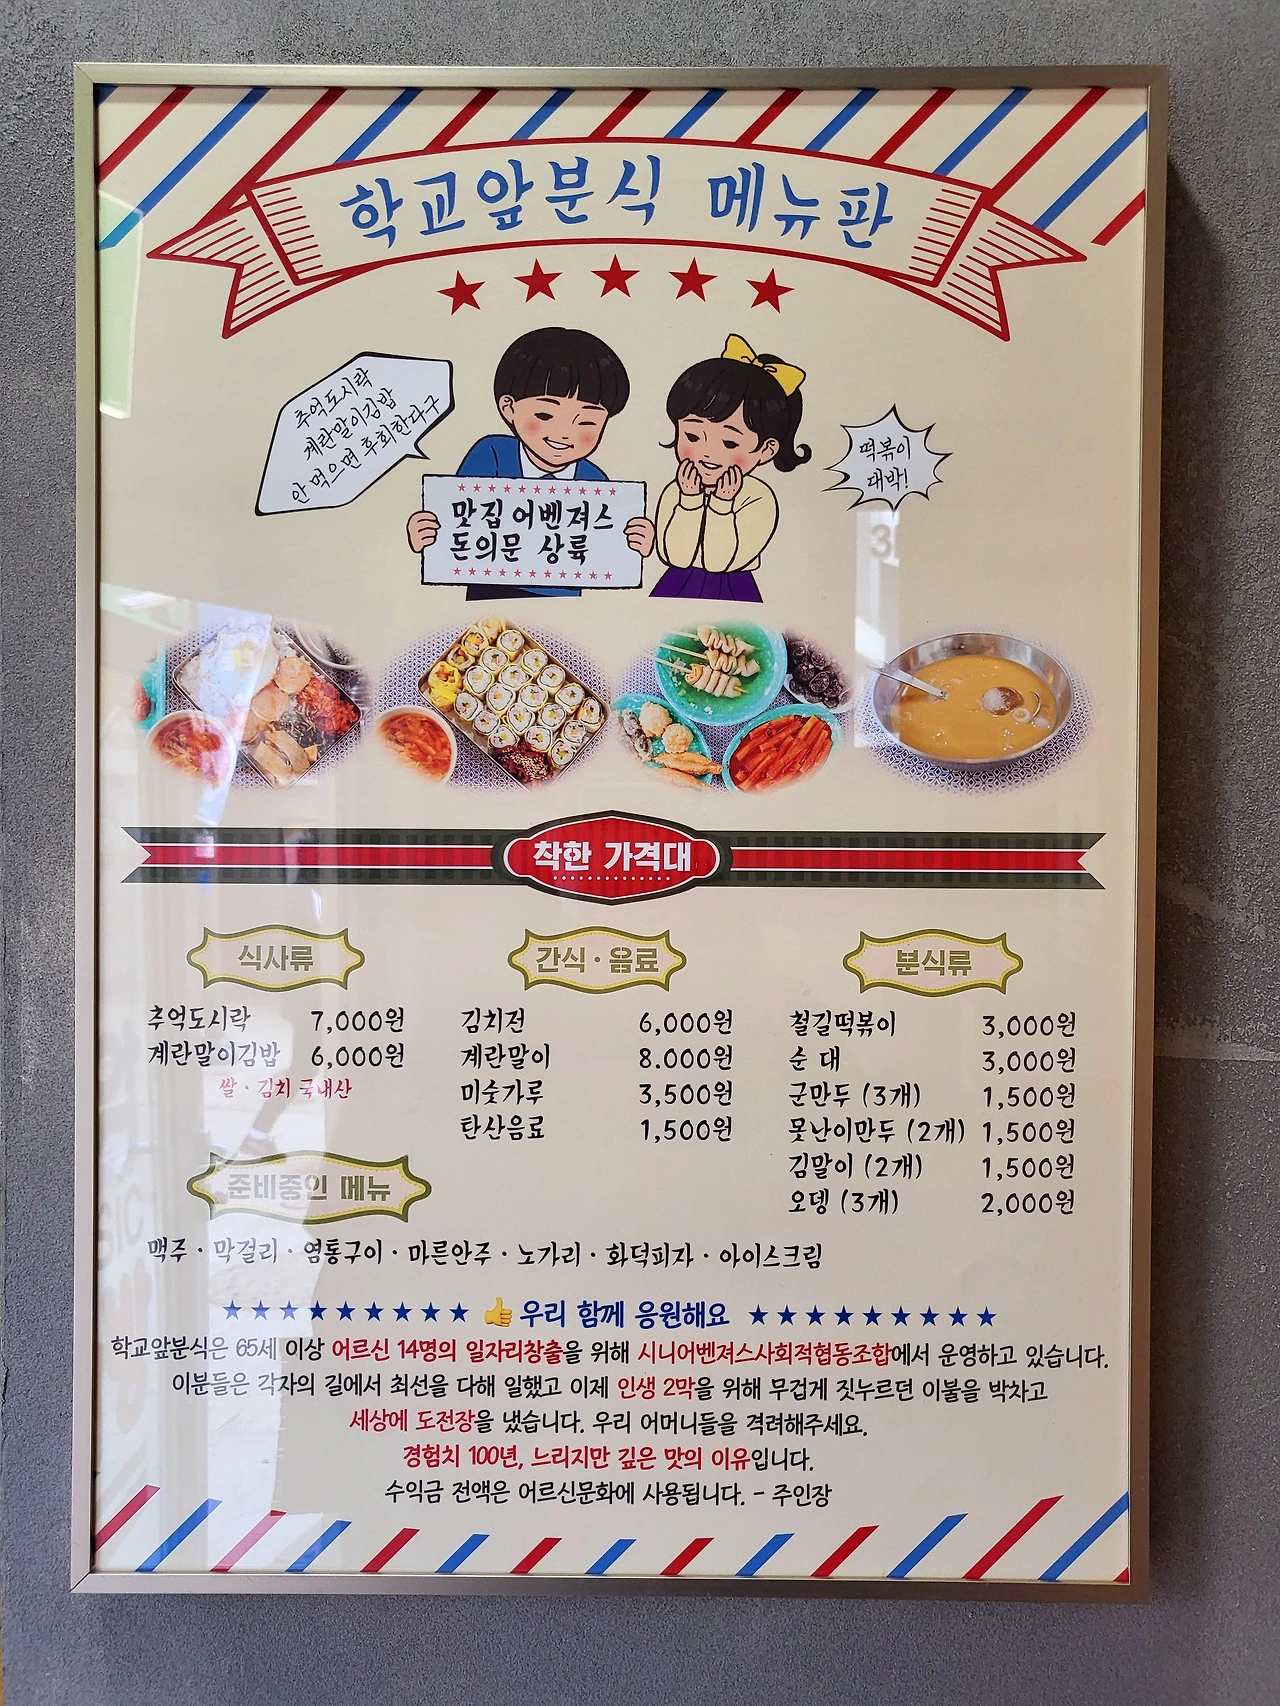 학교앞분식 메뉴판
추억도시락
계란말이김밥
안 먹으면 후회한다구
떡볶이
대박!
맛집 어벤져스
돈의문 상륙
착한 가격대
식사류
추억도시락 7,000원
계란말이김밥 6,000원
쌀 · 김치 국내산
간식 · 음료
김치전 6,000원
계란말이 8.000원
미숫가루 3,500원
탄산음료 1,500원
분식류
철길떡볶이 3,000원
순 대 3,000원
군만두 (3개) 1,500원
못난이만두 (2개) 1,500원
김말이 (2개) 1,500원
오뎅 (3개) 2,000원
준비중인 메뉴
맥주 · 막걸리 · 염통구이 · 마른안주 · 노가리 · 화덕피자 · 아이스크림
우리 함께 응원해요
학교앞분식은 65세 이상 어르신 14명의 일자리창출을 위해 시니어벤져스사회적협동조합에서 운영하고 있습니다.
이분들은 각자의 길에서 최선을 다해 일했고 이제 인생 2막을 위해 무겁게 짓누르던 이불을 박차고
세상에 도전장을 냈습니다. 우리 어머니들을 격려해주세요.
경험치 100년, 느리지만 깊은 맛의 이유입니다.
수익금 전액은 어르신문화에 사용됩니다. - 주인장